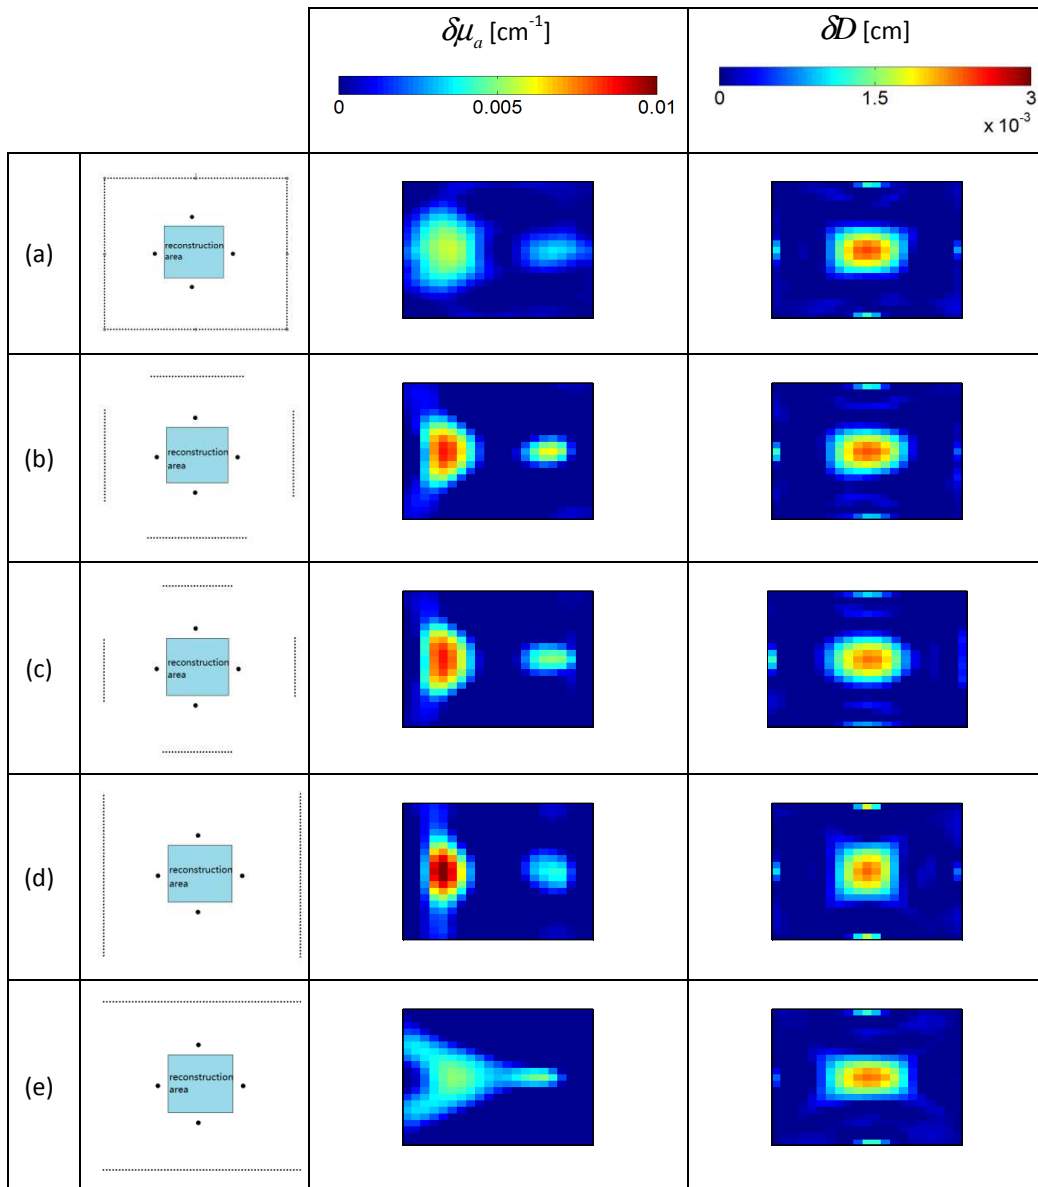 δμa [cm-1]
δD [cm]
0
0.005
0.01
0
1.5
3
x 10-3
(a)
reconstruction
area
(b)
reconstruction
area
(c)
reconstruction
area
(d)
reconstruction
area
(e)
reconstruction
area